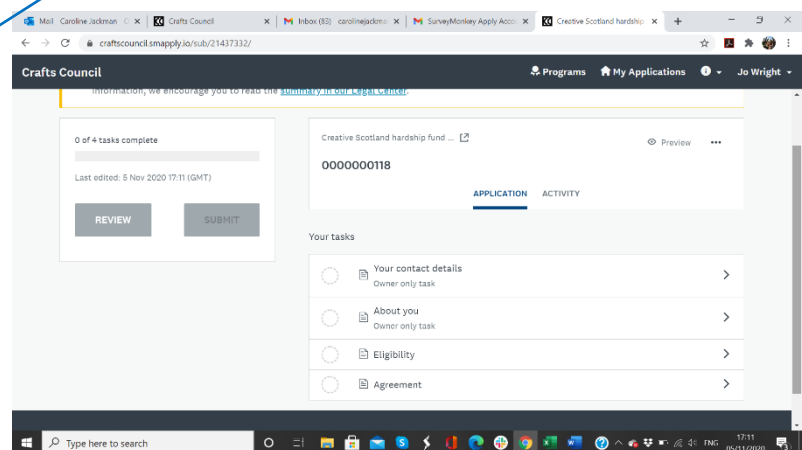 Mail Caroline Jackman
Crafts Council
Inbox (83) carolinejackma
SurveyMonkey Apply Acco
Creative Scotland hardship
craftscouncil.smapply.io/sub/21437332/
Crafts Council
Programs My Applications Jo Wright
information, we encourage you to read the summary in our Legal Center.
0 of 4 tasks complete
Last edited: 5 Nov 2020 17:11 (GMT)
REVIEW SUBMIT
Creative Scotland hardship fund ...
Preview
0000000118
APPLICATION ACTIVITY
Your tasks
Your contact details
Owner only task
About you
Owner only task
Eligibility
Agreement
Type here to search
ENG
17:11
05/11/2020